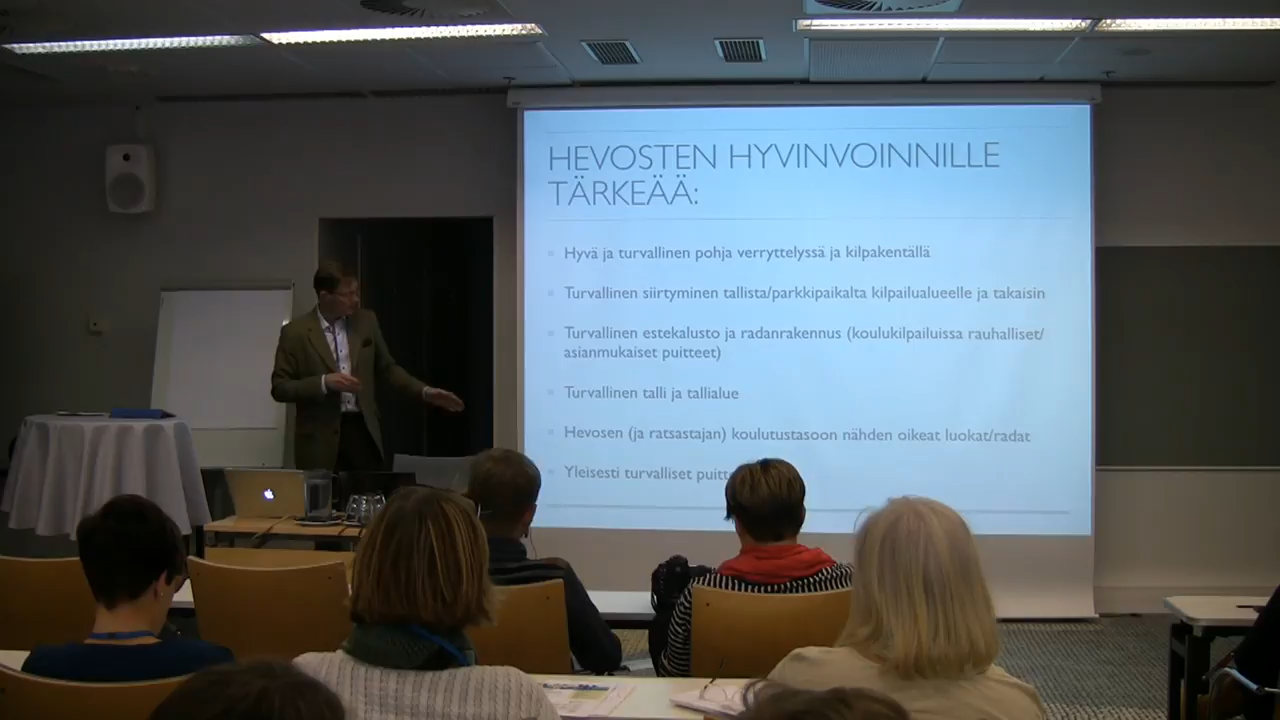 HEVOSTEN HYVINVOINNILLE
TÄRKEÄÄ:
Hyvä ja turvallinen pohja verryttelyssä ja kilpakentällä
Turvallinen siirtyminen tallista/parkkipaikalta kilpailualueelle ja takaisin
Turvallinen estekalusto ja radanrakennus (koulukilpailuissa rauhalliset/
asianmukaiset puitteet)
Turvallinen talli ja tallialue
Hevosen (ja ratsastajan) koulutustasoon nähden oikeat luokat/radat
Yleisesti turvalliset